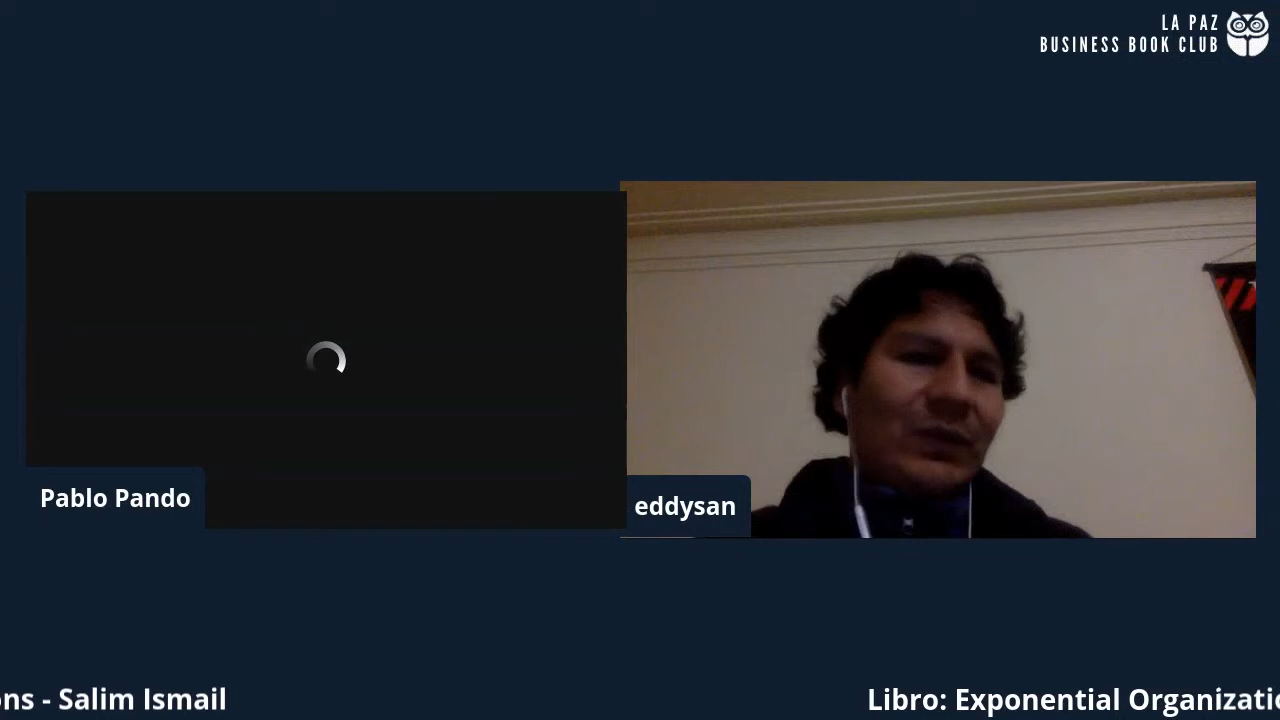 LA PAZ
BUSINESS BOOK CLUB
Pablo Pando
eddysan
ons - Salim Ismail
Libro: Exponential Organizatio